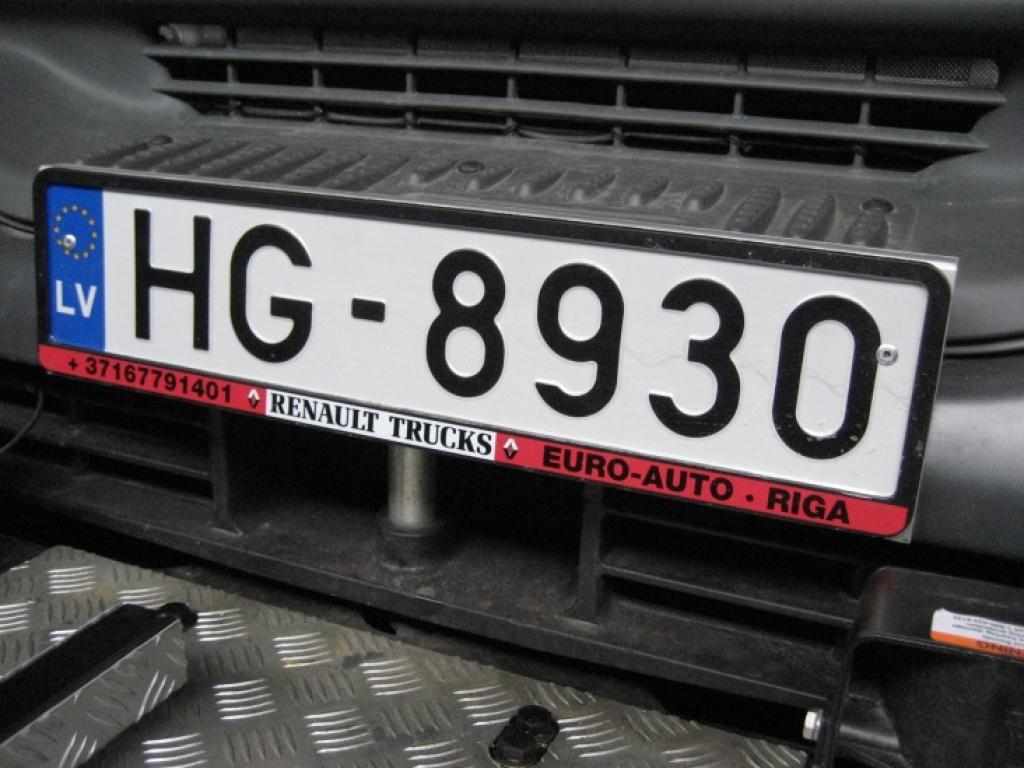 LV
HG-8930
+37167791401 RENAULT TRUCKS EURO-AUTO · RIGA